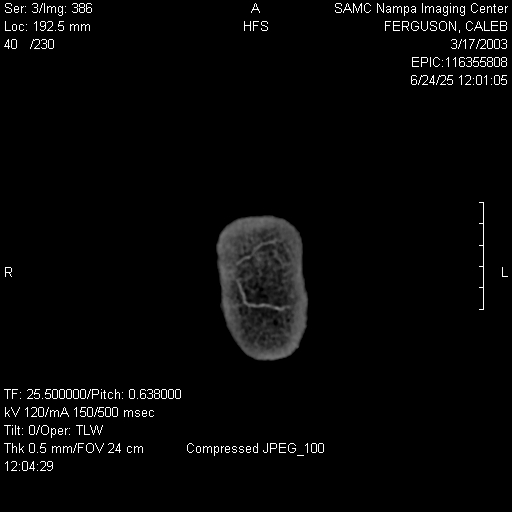 Ser: 3/Img: 386
Loc: 192.5 mm
40 /230
A
HFS
SAMC Nampa Imaging Center
FERGUSON, CALEB
3/17/2003
EPIC:116355808
6/24/25 12:01:05
R
L
TF: 25.500000/Pitch: 0.638000
kV 120/mA 150/500 msec
Tilt: 0/Oper: TLW
Thk 0.5 mm/FOV 24 cm
Compressed JPEG_100
12:04:29